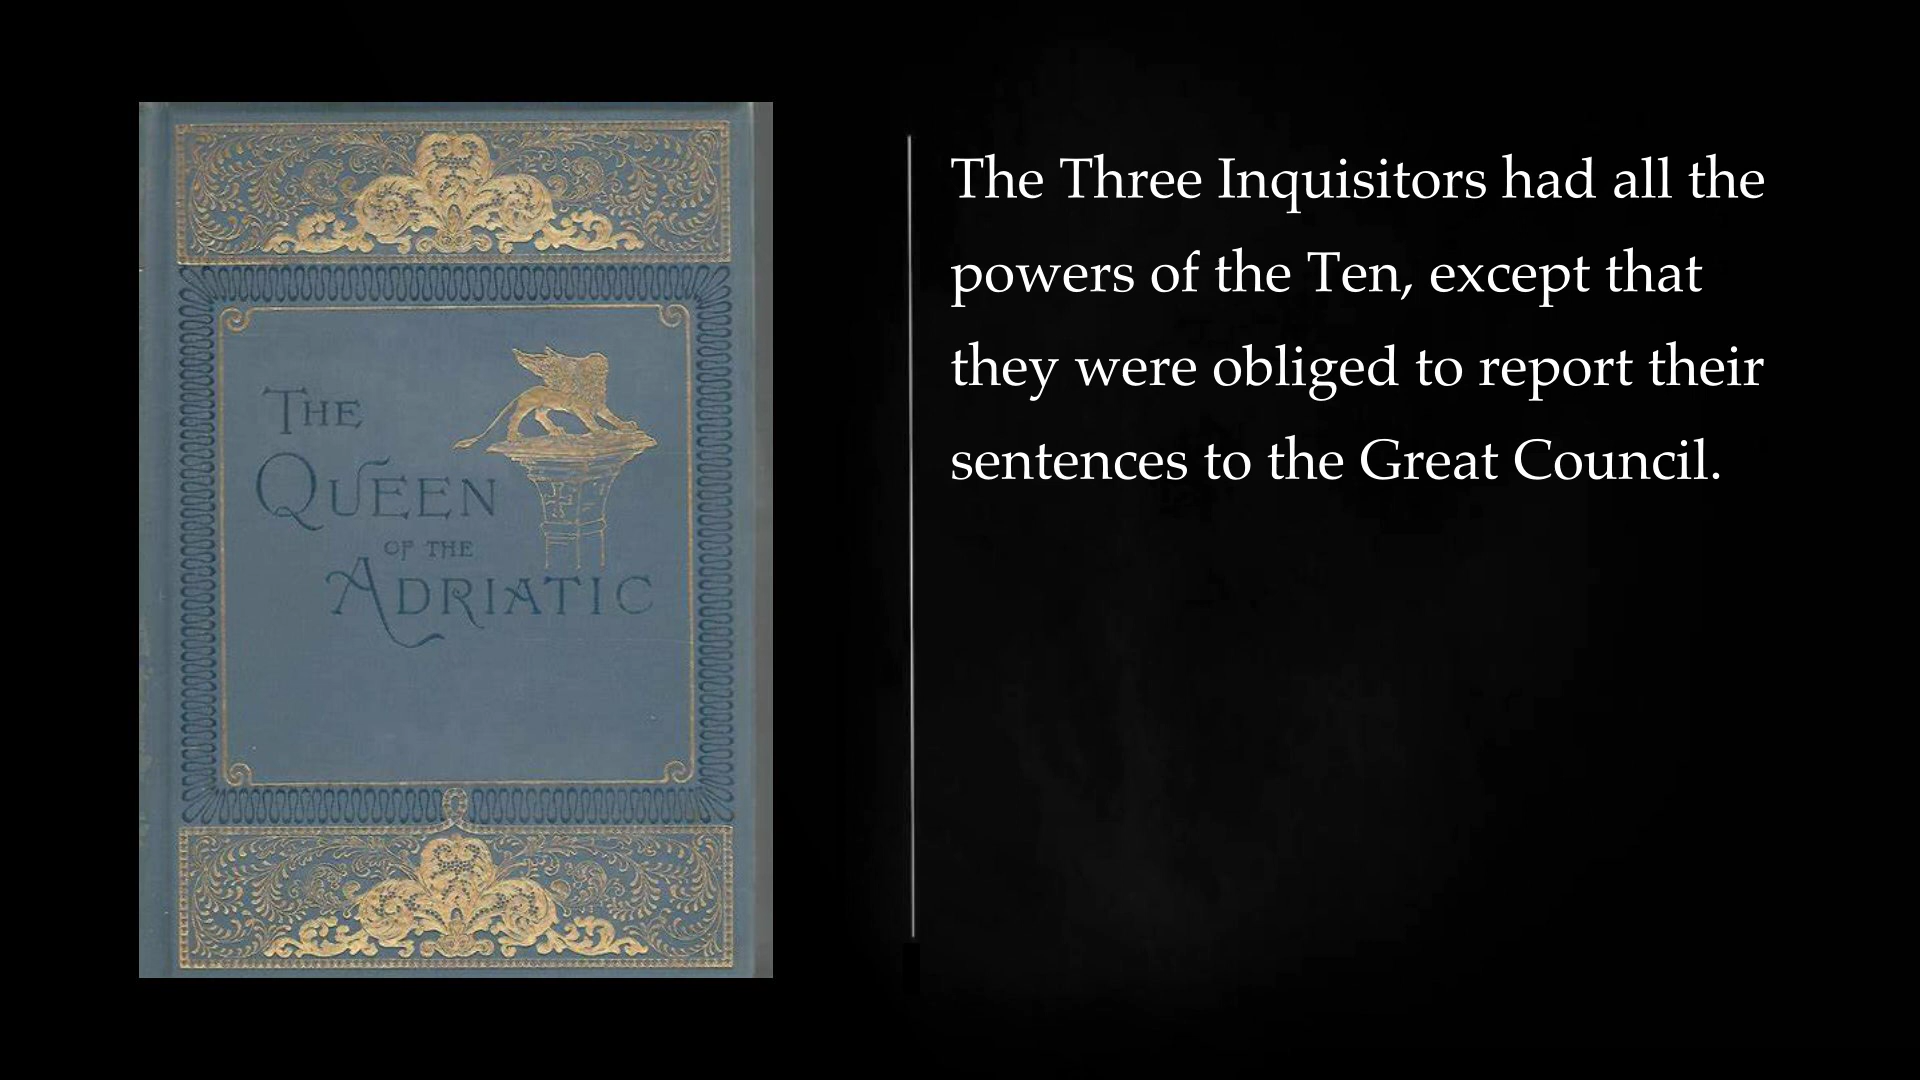 THE
QUEEN
OF THE
ADRIATIC
The Three Inquisitors had all the
powers of the Ten, except that
they were obliged to report their
sentences to the Great Council.